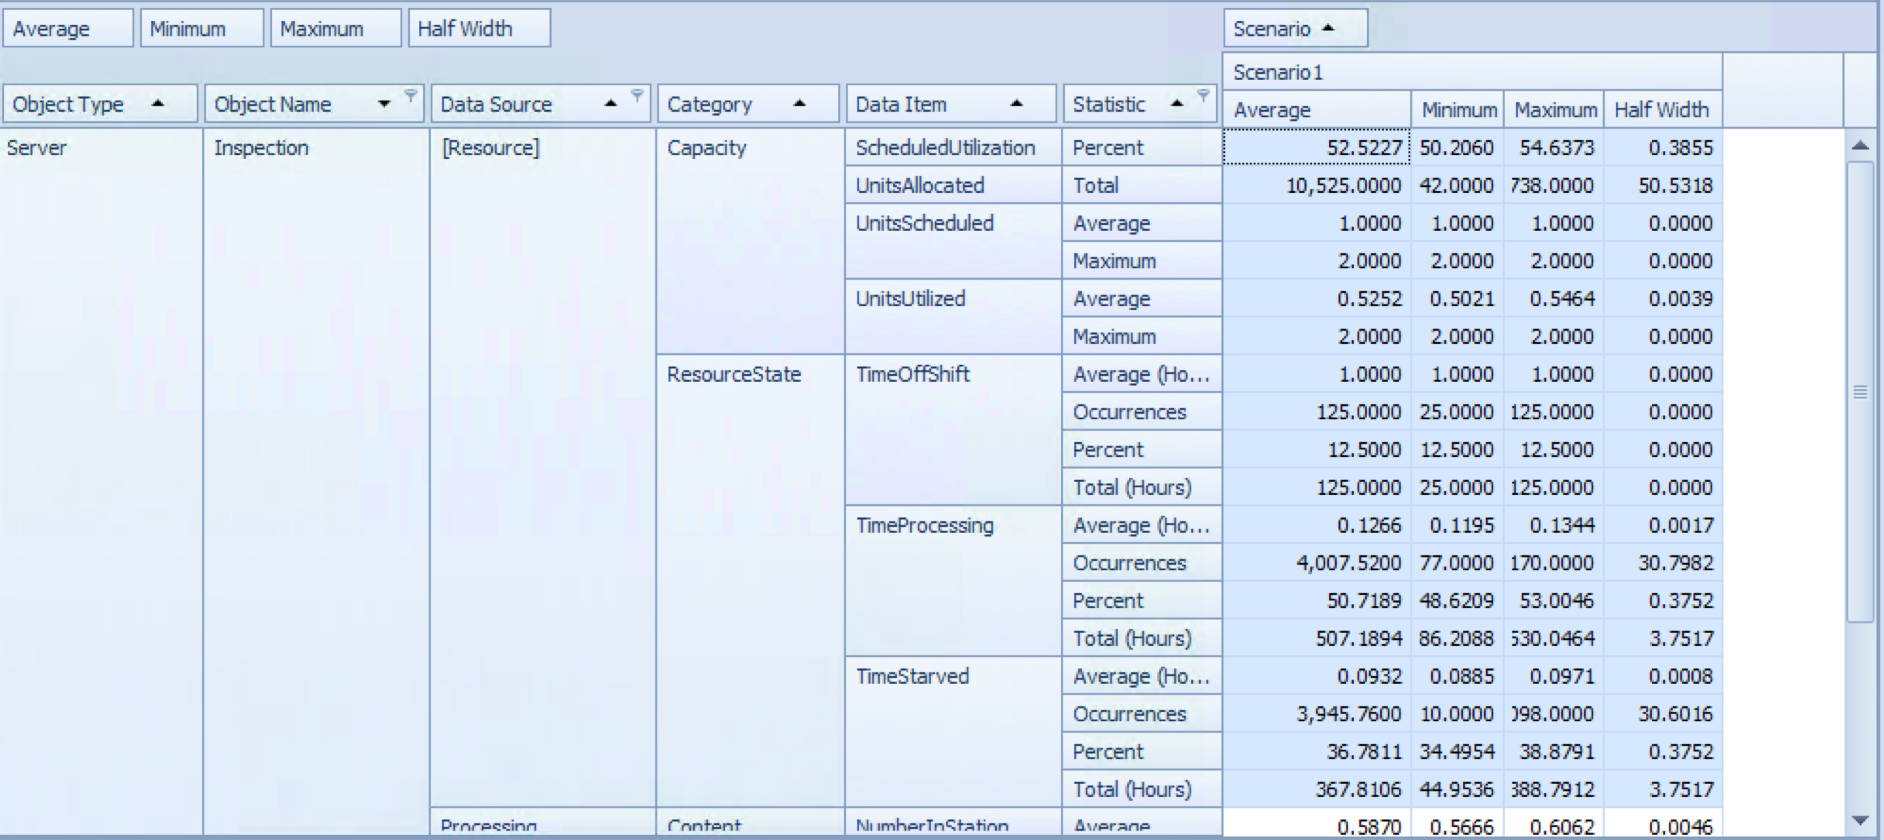 Average Minimum Maximum Half Width Scenario
Scenario1
Object Type Object Name Data Source Category Data Item Statistic Average Minimum Maximum Half Width
Server Inspection [Resource] Capacity ScheduledUtilization Percent 52.5227 50.2060 54.6373 0.3855
UnitsAllocated Total 10,525.0000 42.0000 738.0000 50.5318
UnitsScheduled Average 1.0000 1.0000 1.0000 0.0000
Maximum 2.0000 2.0000 2.0000 0.0000
UnitsUtilized Average 0.5252 0.5021 0.5464 0.0039
Maximum 2.0000 2.0000 2.0000 0.0000
ResourceState TimeOffShift Average (Ho... 1.0000 1.0000 1.0000 0.0000
Occurrences 125.0000 25.0000 125.0000 0.0000
Percent 12.5000 12.5000 12.5000 0.0000
Total (Hours) 125.0000 25.0000 125.0000 0.0000
TimeProcessing Average (Ho... 0.1266 0.1195 0.1344 0.0017
Occurrences 4,007.5200 77.0000 170.0000 30.7982
Percent 50.7189 48.6209 53.0046 0.3752
Total (Hours) 507.1894 86.2088 530.0464 3.7517
TimeStarved Average (Ho... 0.0932 0.0885 0.0971 0.0008
Occurrences 3,945.7600 10.0000 098.0000 30.6016
Percent 36.7811 34.4954 38.8791 0.3752
Total (Hours) 367.8106 44.9536 388.7912 3.7517
Processing Content NumberInStation Average 0.5870 0.5666 0.6062 0.0046